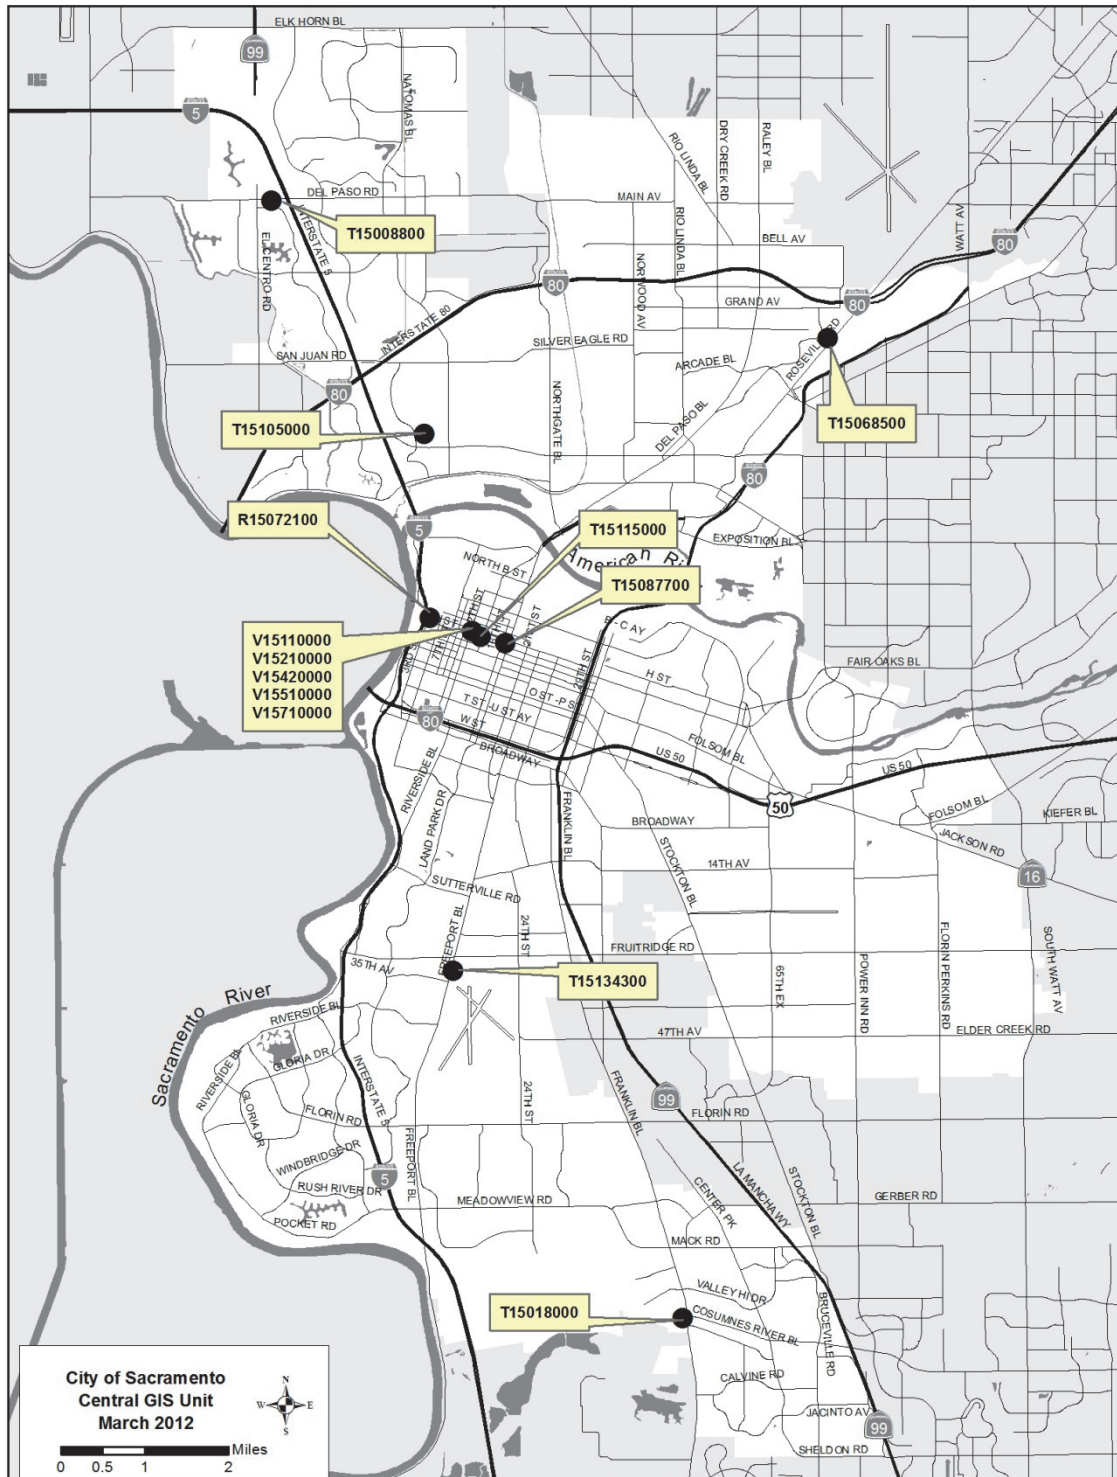 ELK HORN BL
99
NATOMAS BL
5
RIO LINDA BL
DRY CREEK RD
RALEY BL
DEL PASO RD
MAIN AV
T15008800
INTERSTATE 5
EL CENTRO RD
RIO LINDA BL
BELL AV
WATT AV
80
NORWOOD AV
80
GRAND AV
80
INTERSTATE 80
SILVER EAGLE RD
SAN JUAN RD
ARCADE BL
ROSEVILLE RD
80
NORTHGATE BL
DEL PASO BL
T15068500
T15105000
80
R15072100
5
T15115000
EXPOSITION BL
NORTH B ST
American Ri
T15087700
21ST ST
7TH
3RD S
V15110000
V15210000
V15420000
V15510000
V15710000
29TH ST
H ST
FAIR OAKS BL
O ST-P S
T ST-U ST AY
80
W ST
BROADWAY
FOLSOM BL
US 50
US 50
50
RIVERSIDE BL
LAND PARK DR
FRANKLIN BL
BROADWAY
FOLSOM BL
KIEFER BL
JACKSON RD
STOCKTON BL
14TH AV
16
SUTTERVILLE RD
24TH ST
FREEPORT BL
FRUITRIDGE RD
35TH AV
T15134300
65TH EX
POWER INN RD
FLORIN PERKINS RD
SOUTH WATT AV
Sacramento River
RIVERSIDE BL
47TH AV
ELDER CREEK RD
RIVERSIDE BL
GLORIA DR
INTERSTATE 5
GLORIA DR
FLORIN RD
24TH ST
FRANKLIN BL
99
FLORIN RD
FREEPORT BL
WINDBRIDGE DR
5
RUSH RIVER DR
MEADOWVIEW RD
CENTER PK
LA MANCHA WY
STOCKTON BL
GERBER RD
POCKET RD
MACK RD
VALLEY HI DR
T15018000
COSUMNES RIVER BL
BRUCEVILLE RD
CALVINE RD
JACINTO AV
99
SHELDON RD
City of Sacramento
Central GIS Unit
March 2012
N
W E
S
Miles
0 0.5 1 2